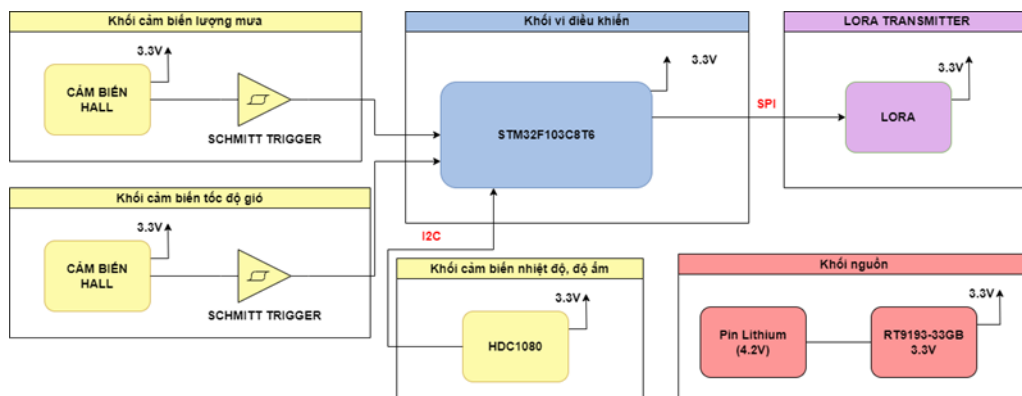 Khối cảm biến lượng mưa
3.3V
CẢM BIẾN
HALL
SCHMITT TRIGGER
Khối vi điều khiển
3.3V
STM32F103C8T6
SPI
LORA TRANSMITTER
3.3V
LORA
Khối cảm biến tốc độ gió
3.3V
CẢM BIẾN
HALL
SCHMITT TRIGGER
I2C
Khối cảm biến nhiệt độ, độ ẩm
3.3V
HDC1080
Khối nguồn
3.3V
Pin Lithium
(4.2V)
RT9193-33GB
3.3V